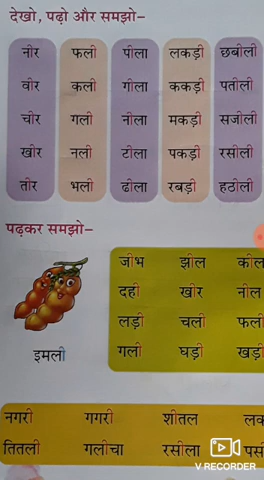 देखो, पढ़ो और समझो–
नीर फली पीला लकड़ी छबीली
वीर कली गीला ककड़ी पतीली
चीर गली नीला मकड़ी सजीली
खीर नली टीला पकड़ी रसीली
तीर भली ढीला रबड़ी हठीली
पढ़कर समझो–
जीभ झील कील
दही खीर नील
लड़ी चली फली
गली घड़ी खड़ी
इमली
नगरी गगरी शीतल
तितली गलीचा रसीला
V RECORDER